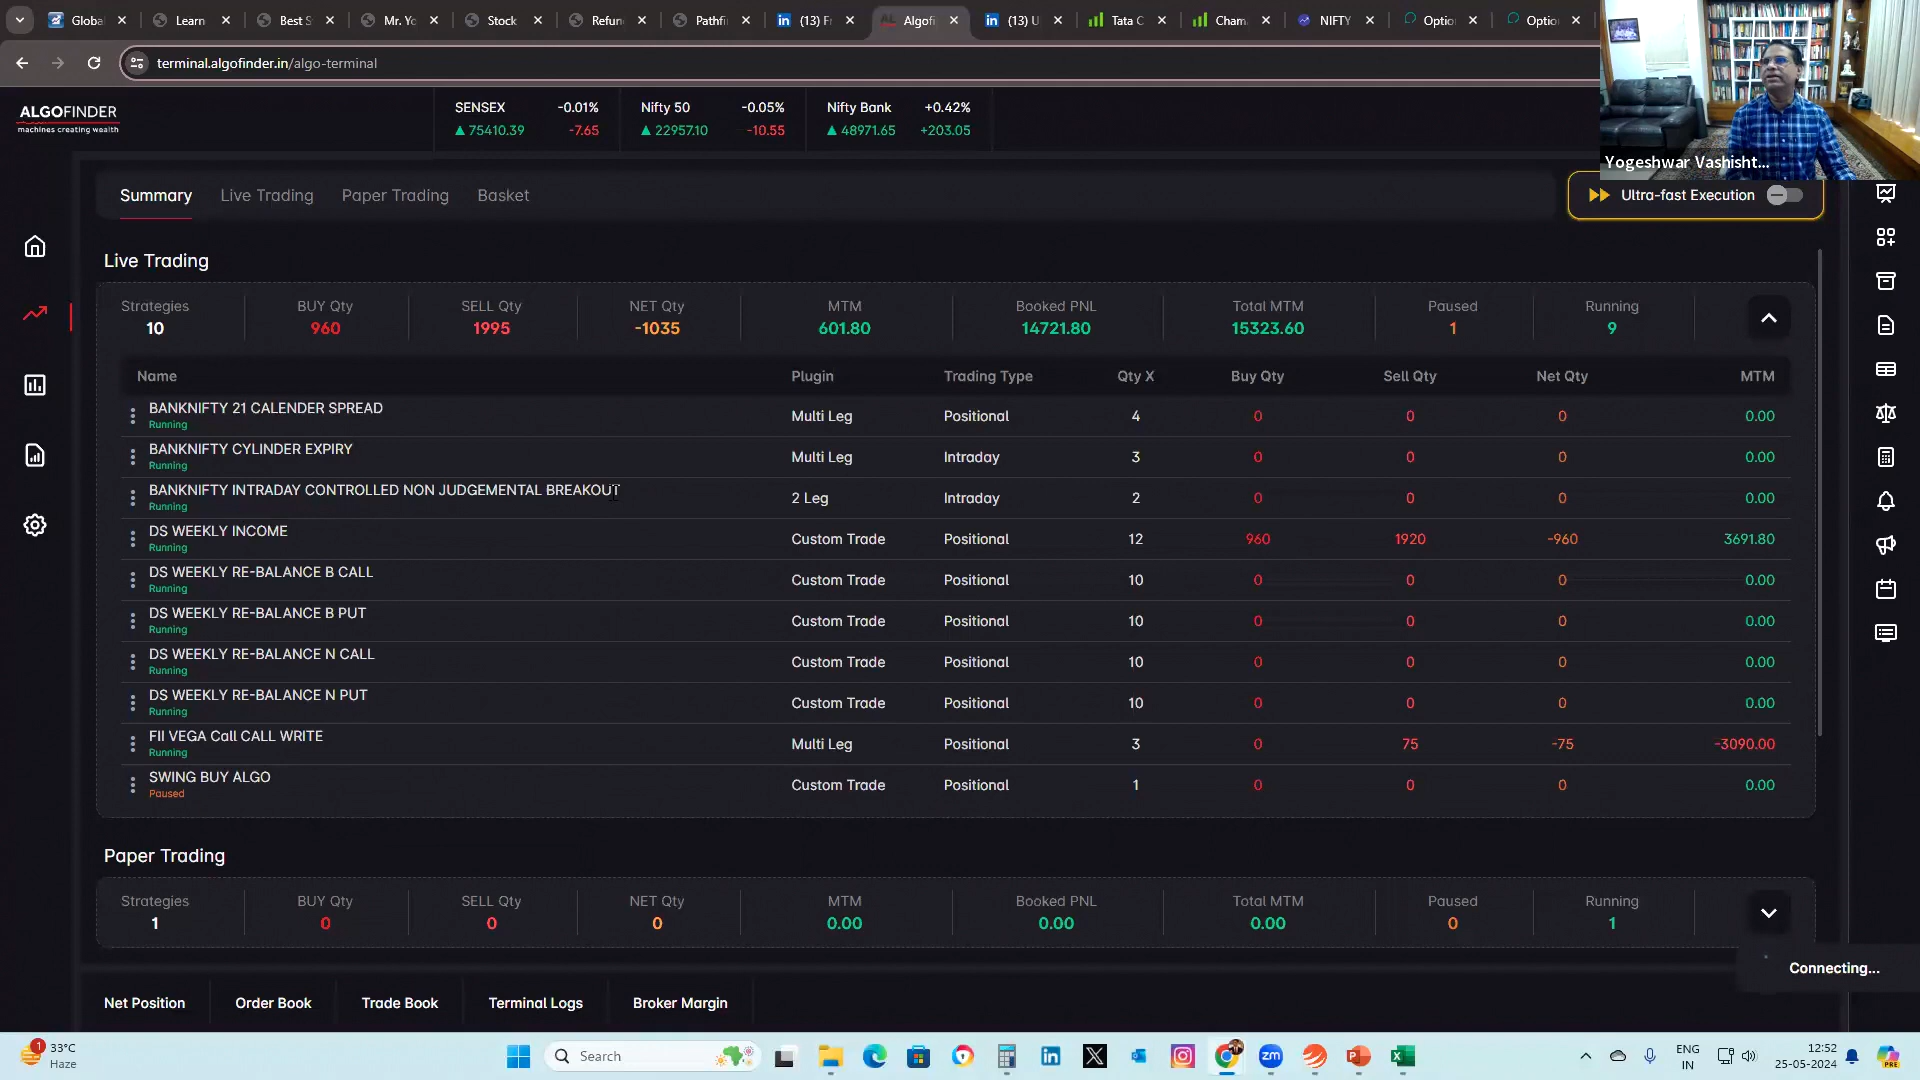 Global
Learn
Best S
Mr. Yo
Stock
Refun
Pathfi
(13) F
Algofi
(13) U
Tata C
Cham
NIFTY
Optio
Optio
terminal.algofinder.in/algo-terminal
ALGOFINDER
machines creating wealth
SENSEX -0.01%
▲ 75410.39 -7.65
Nifty 50 -0.05%
▲ 22957.10 -10.55
Nifty Bank +0.42%
▲ 48971.65 +203.05
Yogeshwar Vashisht...
Summary Live Trading Paper Trading Basket
Ultra-fast Execution
Live Trading
Strategies BUY Qty SELL Qty NET Qty MTM Booked PNL Total MTM Paused Running
10 960 1995 -1035 601.80 14721.80 15323.60 1 9
Name Plugin Trading Type Qty X Buy Qty Sell Qty Net Qty MTM
BANKNIFTY 21 CALENDER SPREAD Multi Leg Positional 4 0 0 0 0.00
Running
BANKNIFTY CYLINDER EXPIRY Multi Leg Intraday 3 0 0 0 0.00
Running
BANKNIFTY INTRADAY CONTROLLED NON JUDGEMENTAL BREAKOUT 2 Leg Intraday 2 0 0 0 0.00
Running
DS WEEKLY INCOME Custom Trade Positional 12 960 1920 -960 3691.80
Running
DS WEEKLY RE-BALANCE B CALL Custom Trade Positional 10 0 0 0 0.00
Running
DS WEEKLY RE-BALANCE B PUT Custom Trade Positional 10 0 0 0 0.00
Running
DS WEEKLY RE-BALANCE N CALL Custom Trade Positional 10 0 0 0 0.00
Running
DS WEEKLY RE-BALANCE N PUT Custom Trade Positional 10 0 0 0 0.00
Running
FII VEGA Call CALL WRITE Multi Leg Positional 3 0 75 -75 -3090.00
Running
SWING BUY ALGO Custom Trade Positional 1 0 0 0 0.00
Paused
Paper Trading
Strategies BUY Qty SELL Qty NET Qty MTM Booked PNL Total MTM Paused Running
1 0 0 0 0.00 0.00 0.00 0 1
Connecting...
Net Position Order Book Trade Book Terminal Logs Broker Margin
1
33°C
Haze
Search
zm
ENG
IN
12:52
25-05-2024
PRE